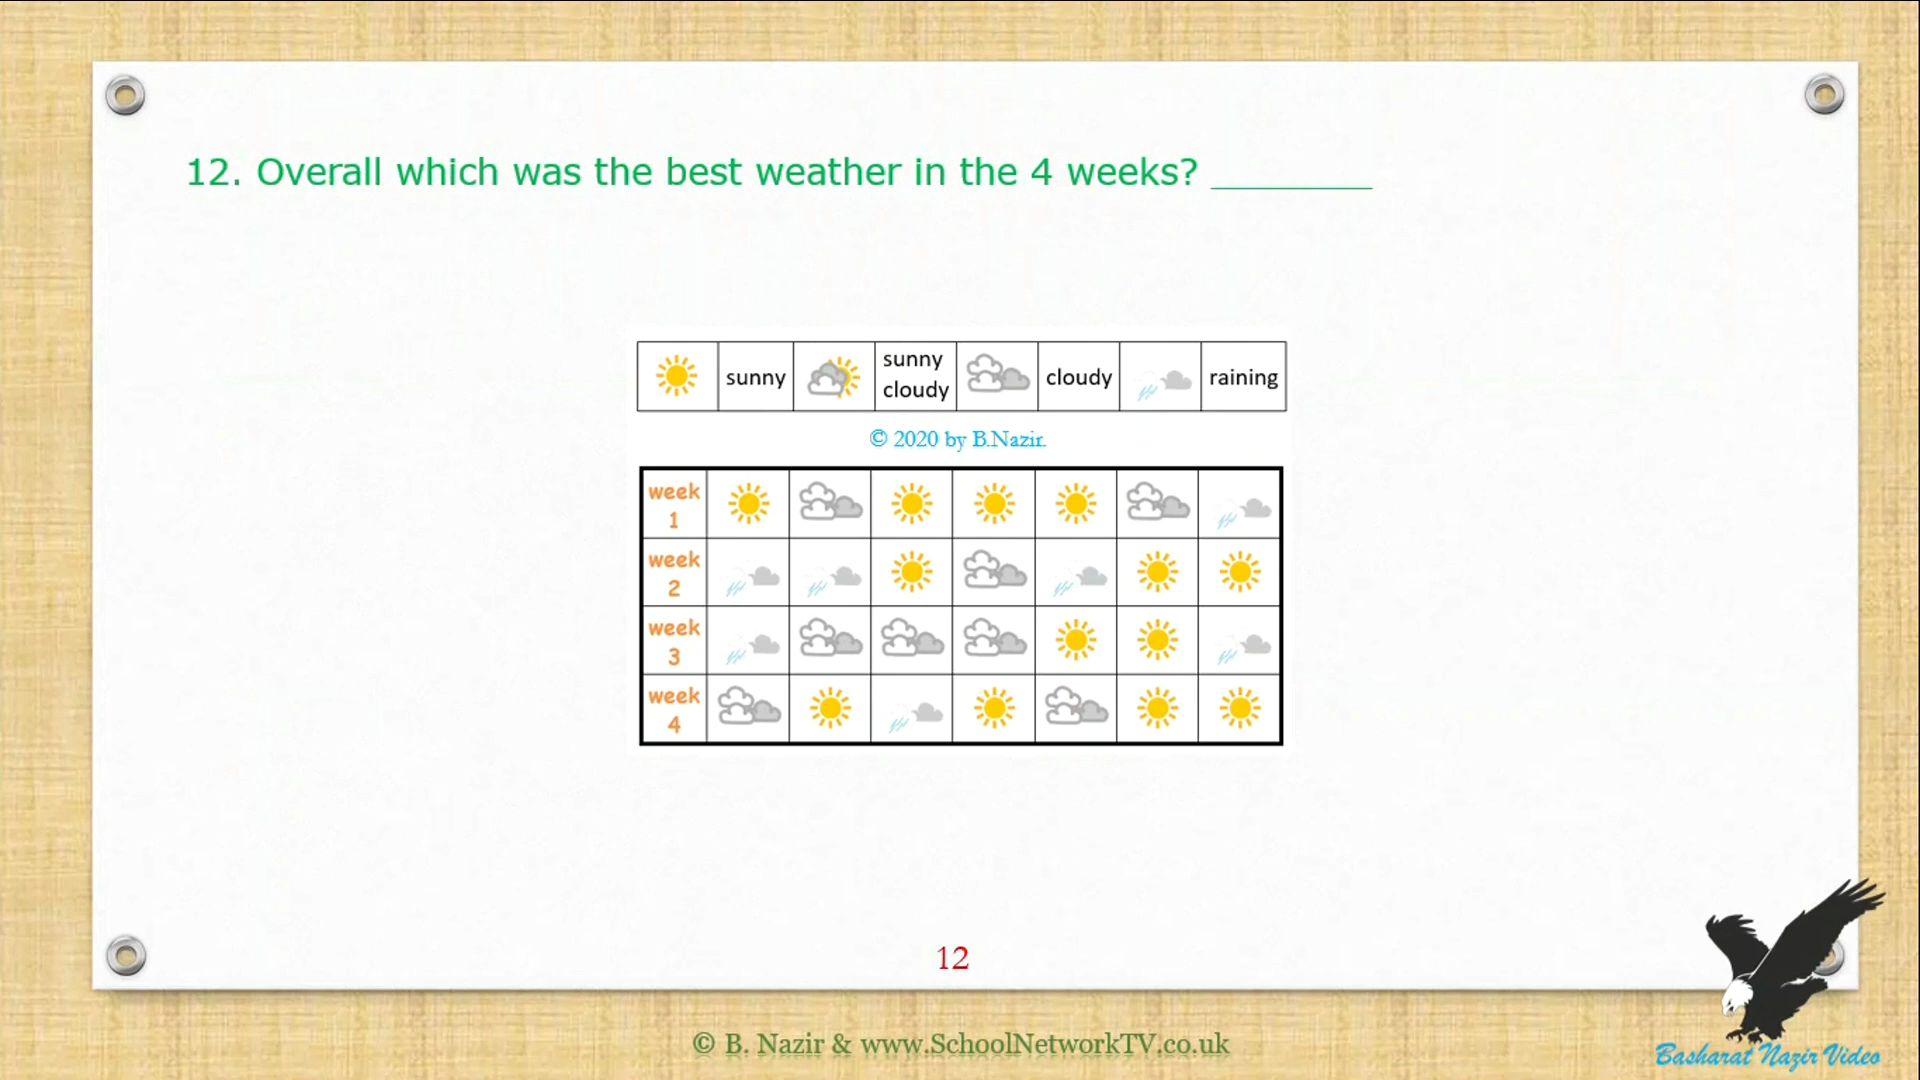 12. Overall which was the best weather in the 4 weeks? ________
sunny
sunny
cloudy
cloudy
raining
© 2020 by B.Nazir.
week
1
week
2
week
3
week
4
12
© B. Nazir & www.SchoolNetworkTV.co.uk
Basharat Nazir Video